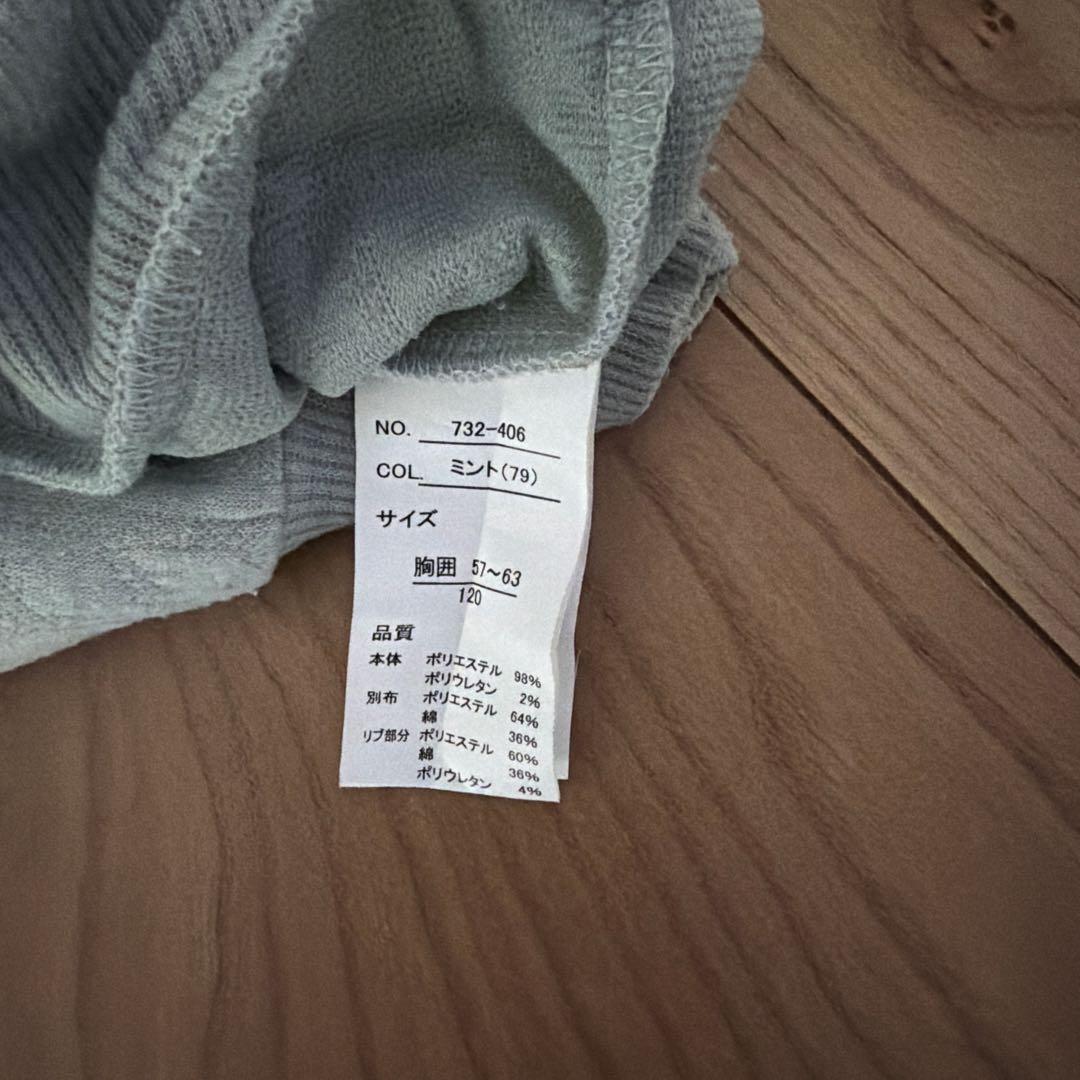 NO. 732-406
COL. ミント(79)
サイズ
胸囲 57~63
120
品質
本体 ポリエステル 98%
ポリウレタン 2%
別布 ポリエステル 64%
綿 36%
リブ部分 ポリエステル 60%
綿 36%
ポリウレタン 4%